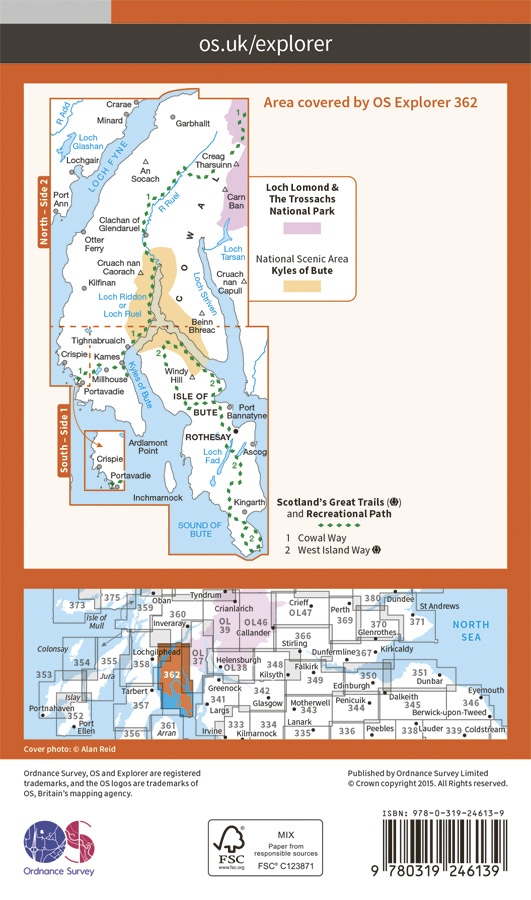 os.uk/explorer
Area covered by OS Explorer 362
North – Side 2
South – Side 1
R Add
Crarae
Minard
Garbhallt
Loch
Glashan
Lochgair
LOCH FYNE
An
Socach
Creag
Tharsuinn
1
Port
Ann
1
R Ruel
Carn
Ban
Clachan of
Glendaruel
COWAL
Otter
Ferry
Loch
Tarsan
Cruach nan
Caorach
Cruach
nan
Capull
Kilfinan
Loch Striven
Loch Riddon
or
Loch Ruel
Beinn
Bhreac
Tighnabruaich
1
2
Crispie
Kames
1
Millhouse
Portavadie
Kyles of Bute
Windy
Hill
2
ISLE OF
BUTE
Port
Bannatyne
ROTHESAY
Ardlamont
Point
Loch
Fad
Ascog
Crispie
2
Portavadie
Inchmarnock
Kingarth
SOUND OF
BUTE
2
Loch Lomond &
The Trossachs
National Park
National Scenic Area
Kyles of Bute
Scotland's Great Trails ( )
and Recreational Path
1 Cowal Way
2 West Island Way
373
375
359
Oban
Tyndrum
Crianlarich
Crieff
OL47
Perth
369
380
Dundee
St Andrews
371
Isle of
Mull
360
Inveraray
OL
39
OL46
Callander
366
Stirling
370
Glenrothes
NORTH
SEA
Colonsay
354
355
Jura
Lochgilphead
358
OL
37
Helensburgh
OL38
348
Kilsyth
Dunfermline
367
Kirkcaldy
Falkirk
349
350
Edinburgh
351
Dunbar
353
Islay
Portnahaven
352
Port
Ellen
Tarbert
357
356
362
361
Arran
Greenock
341
Largs
Irvine
342
Glasgow
333
334
Kilmarnock
Motherwell
343
Lanark
335
Penicuik
344
336
Peebles
Dalkeith
345
Eyemouth
346
Berwick-upon-Tweed
338
Lauder
339
Coldstream
Cover photo: © Alan Reid
Ordnance Survey, OS and Explorer are registered
trademarks, and the OS logos are trademarks of
OS, Britain's mapping agency.
Published by Ordnance Survey Limited
© Crown copyright 2015. All rights reserved.
OS
Ordnance Survey
FSC
www.fsc.org
MIX
Paper from
responsible sources
FSC® C123871
ISBN: 978-0-319-24613-9
9 780319 246139